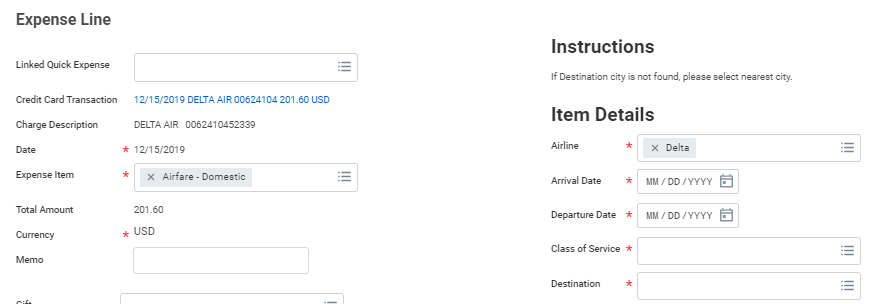 Expense Line
Linked Quick Expense
Credit Card Transaction 12/15/2019 DELTA AIR 00624104 201.60 USD
Charge Description DELTA AIR 0062410452339
Date * 12/15/2019
Expense Item * × Airfare - Domestic
Total Amount 201.60
Currency * USD
Memo
Instructions
If Destination city is not found, please select nearest city.
Item Details
Airline * × Delta
Arrival Date * MM / DD / YYYY
Departure Date * MM / DD / YYYY
Class of Service *
Destination *